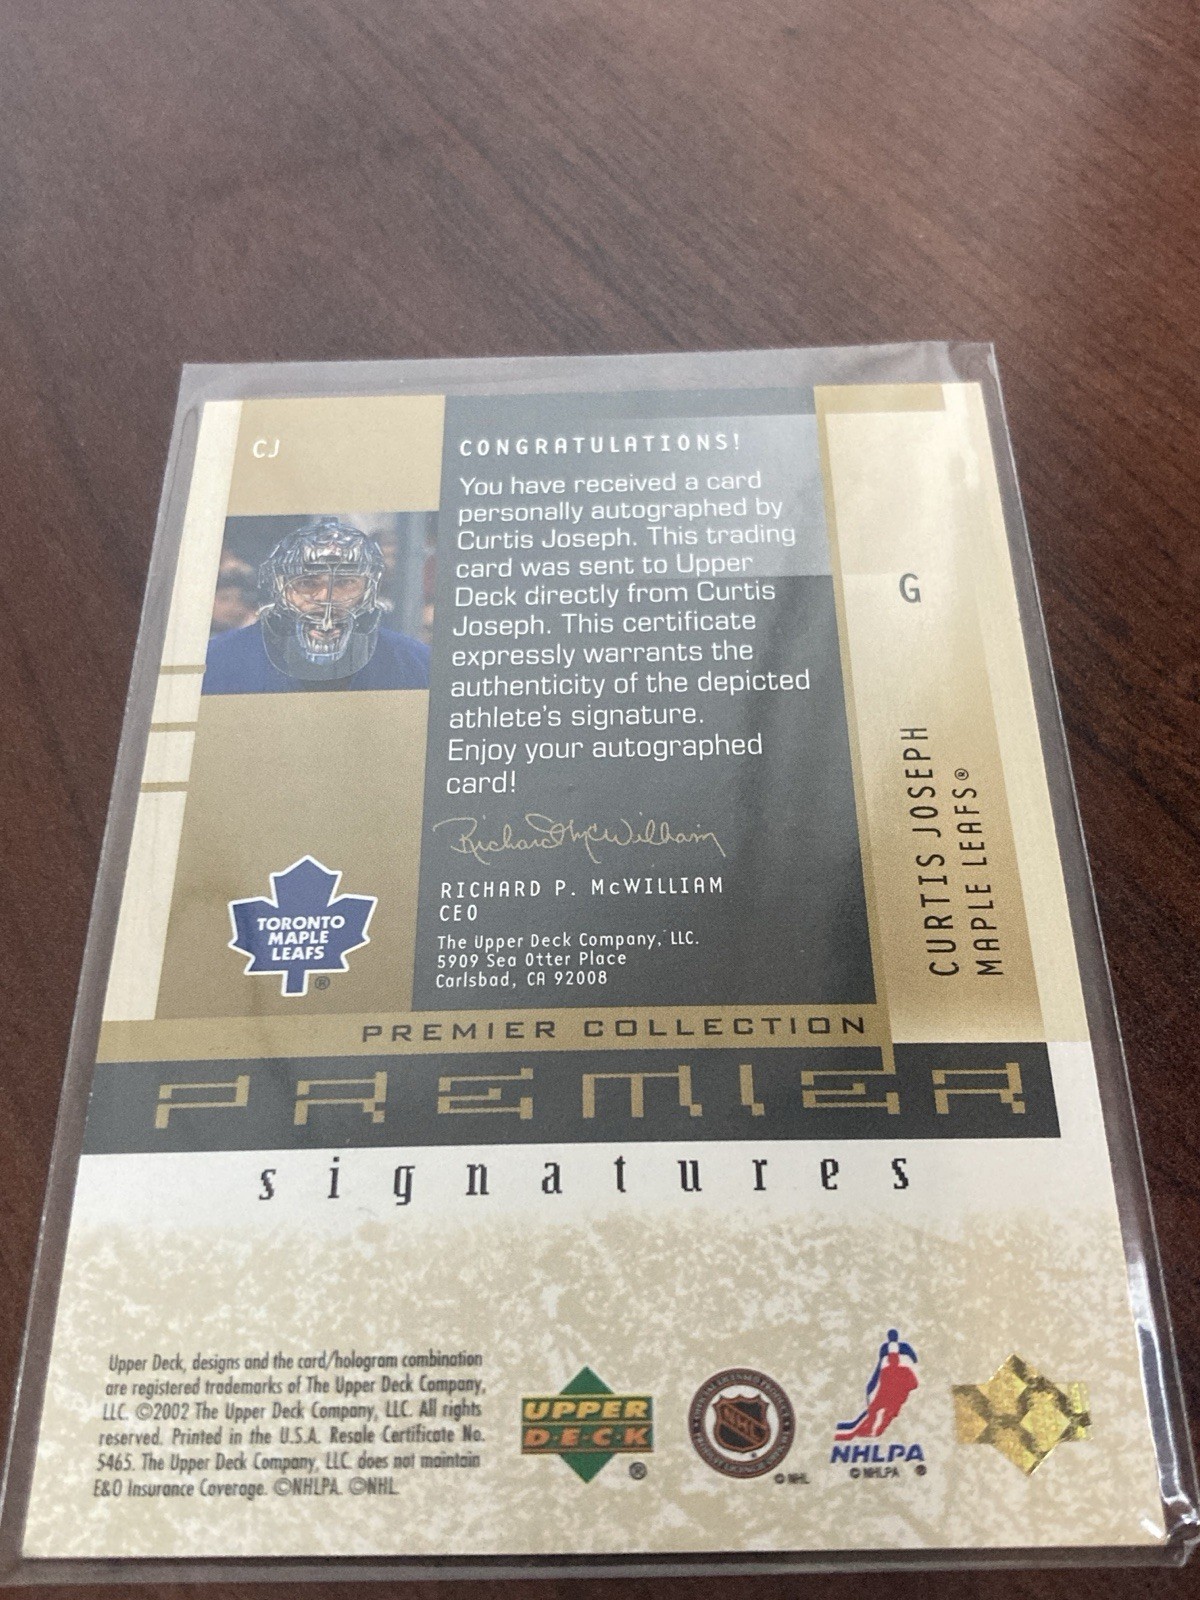 CJ
CONGRATULATIONS!
You have received a card
personally autographed by
Curtis Joseph. This trading
card was sent to Upper
Deck directly from Curtis
Joseph. This certificate
expressly warrants the
authenticity of the depicted
athlete's signature.
Enjoy your autographed
card!
Richard McWilliam
RICHARD P. McWILLIAM
CEO
The Upper Deck Company, LLC.
5909 Sea Otter Place
Carlsbad, CA 92008
G
CURTIS JOSEPH
MAPLE LEAFS®
TORONTO
MAPLE
LEAFS
®
PREMIER COLLECTION
PREMIER
signatures
Upper Deck, designs and the card/hologram combination
are registered trademarks of The Upper Deck Company,
LLC. ©2002 The Upper Deck Company, LLC. All rights
reserved. Printed in the U.S.A. Resale Certificate No.
5465. The Upper Deck Company, LLC. does not maintain
E&O Insurance Coverage. ©NHLPA. ©NHL.
UPPER
D·E·C·K
®
NHL
© NHL
NHLPA
© NHLPA ®